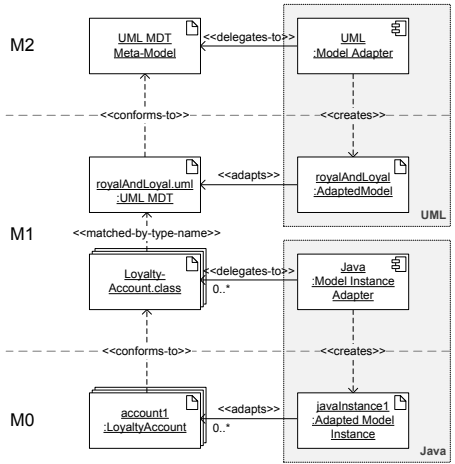 M2
UML MDT
Meta-Model
<<delegates-to>>
UML
:Model Adapter
<<conforms-to>>
<<creates>>
royalAndLoyal.uml
:UML MDT
<<adapts>>
royalAndLoyal
:AdaptedModel
UML
M1
<<matched-by-type-name>>
Loyalty-
Account.class
<<delegates-to>>
0..*
Java
:Model Instance
Adapter
<<conforms-to>>
<<creates>>
M0
account1
:LoyaltyAccount
<<adapts>>
0..*
javaInstance1
:Adapted Model
Instance
Java